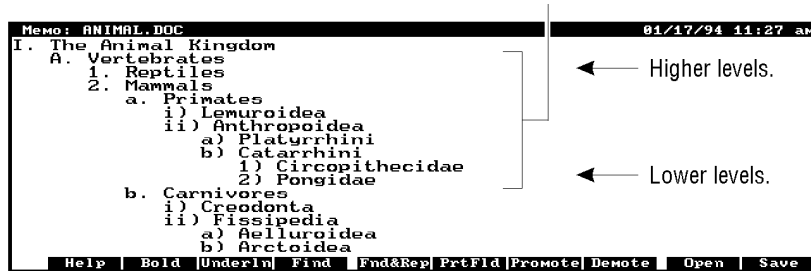 Memo: ANIMAL.DOC 01/17/94 11:27 am
I. The Animal Kingdom
A. Vertebrates
1. Reptiles
2. Mammals
a. Primates
i) Lemuroidea
ii) Anthropoidea
a) Platyrrhini
b) Catarrhini
1) Circopithecidae
2) Pongidae
b. Carnivores
i) Creodonta
ii) Fissipedia
a) Aelluroidea
b) Arctoidea
Higher levels.
Lower levels.
Help Bold Underln Find Fnd&Rep PrtFld Promote Demote Open Save